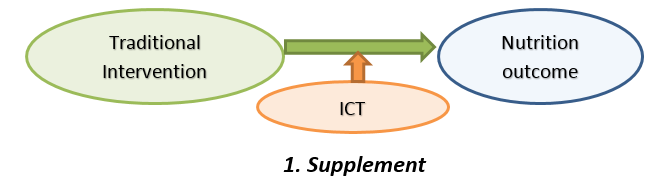 Traditional
Intervention
Nutrition
outcome
ICT
1. Supplement